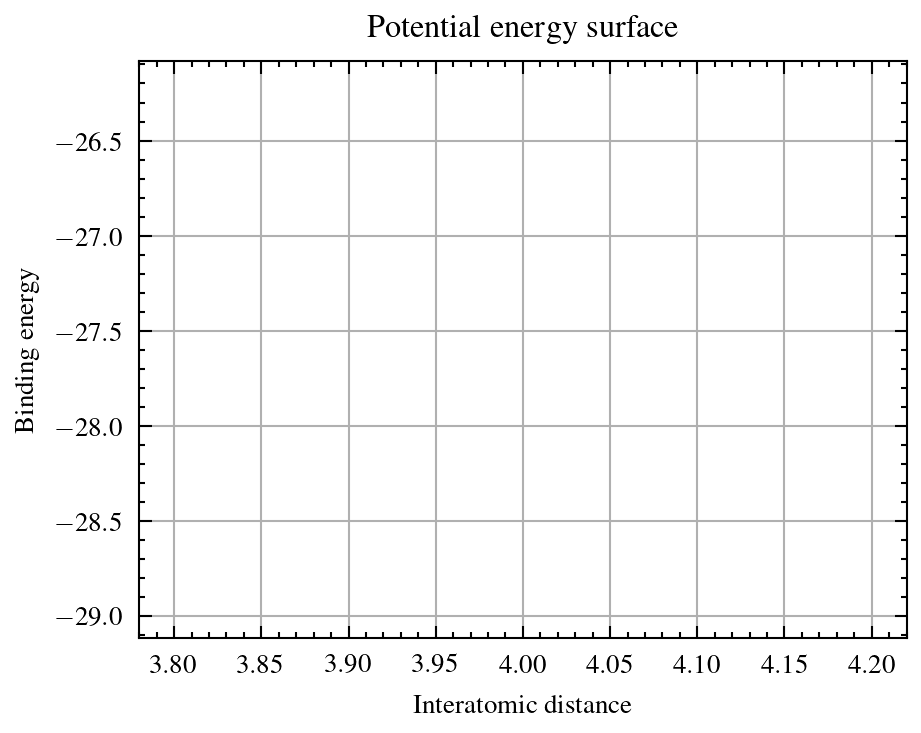 Potential energy surface
Binding energy
−26.5
−27.0
−27.5
−28.0
−28.5
−29.0
3.80 3.85 3.90 3.95 4.00 4.05 4.10 4.15 4.20
Interatomic distance